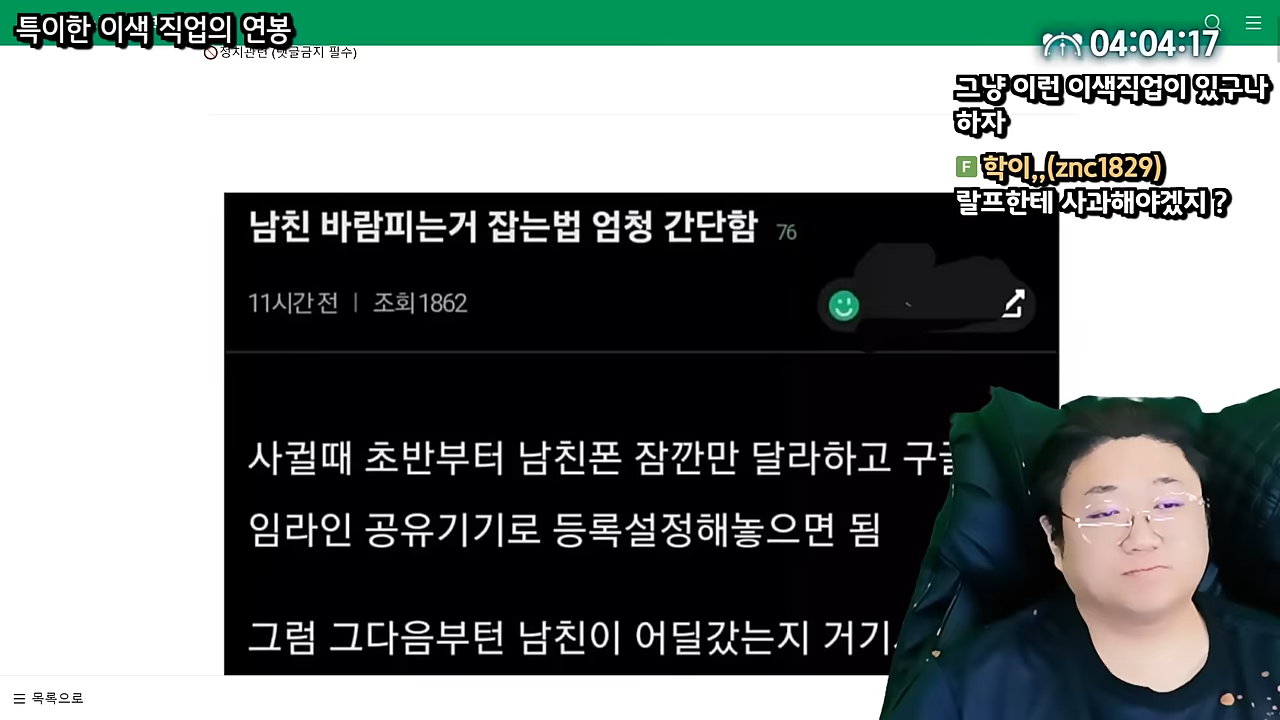 특이한 이색 직업의 연봉
04:04:17
정치관련 (댓글금지 필수)
그냥 이런 이색직업이 있구나
하자
F 학이,,(znc1829)
랄프한테 사과해야겠지 ?
남친 바람피는거 잡는법 엄청 간단함 76
11시간 전 | 조회 1862
사귈때 초반부터 남친폰 잠깐만 달라하고
임라인 공유기기로 등록설정해놓으면 됨
그럼 그다음부턴 남친이 어딜갔는지
목록으로